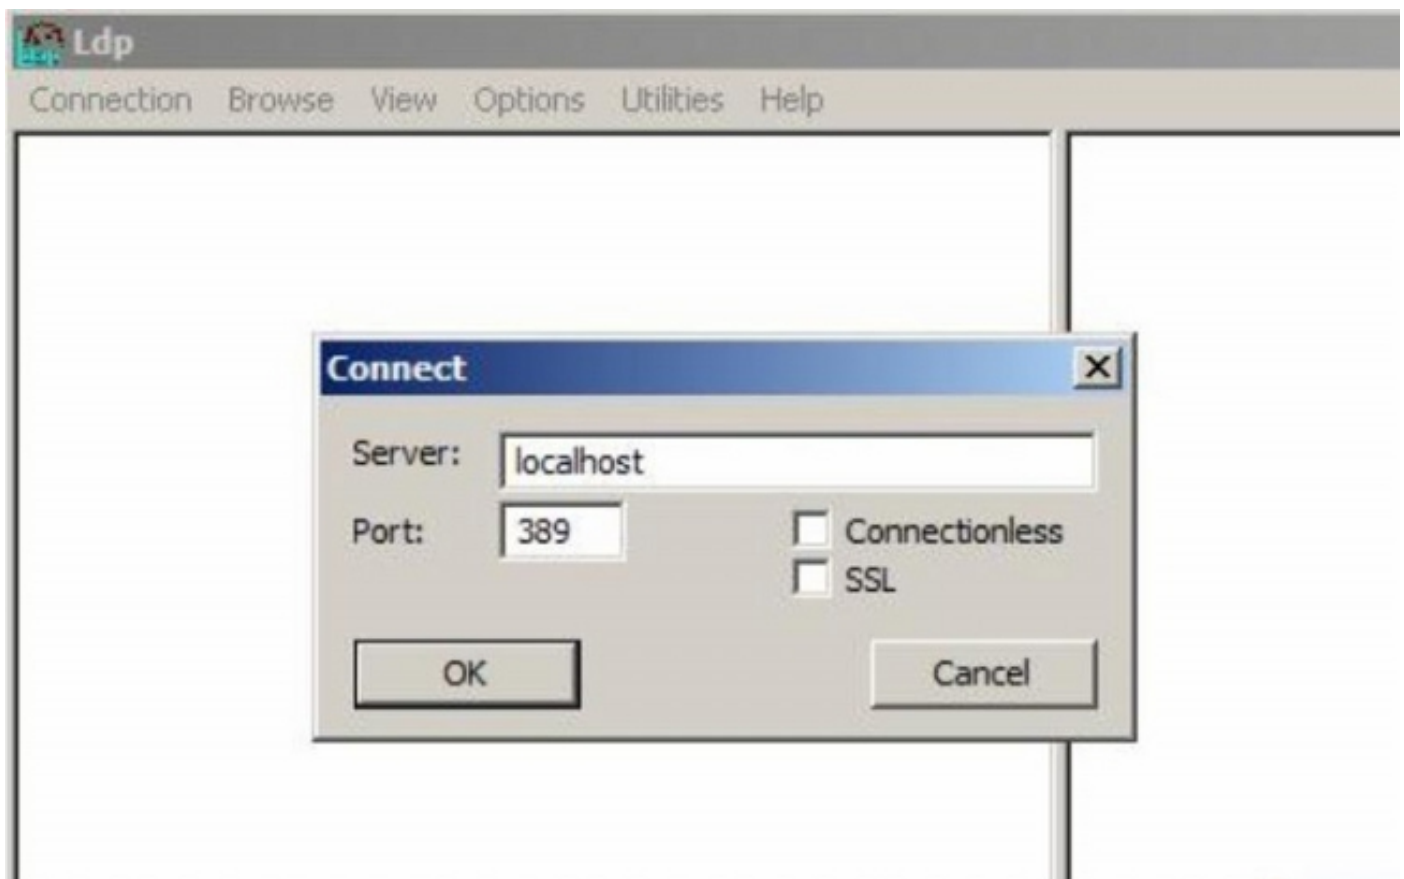 Ldp
Connection Browse View Options Utilities Help
Connect
Server: localhost
Port: 389 Connectionless
SSL
OK Cancel